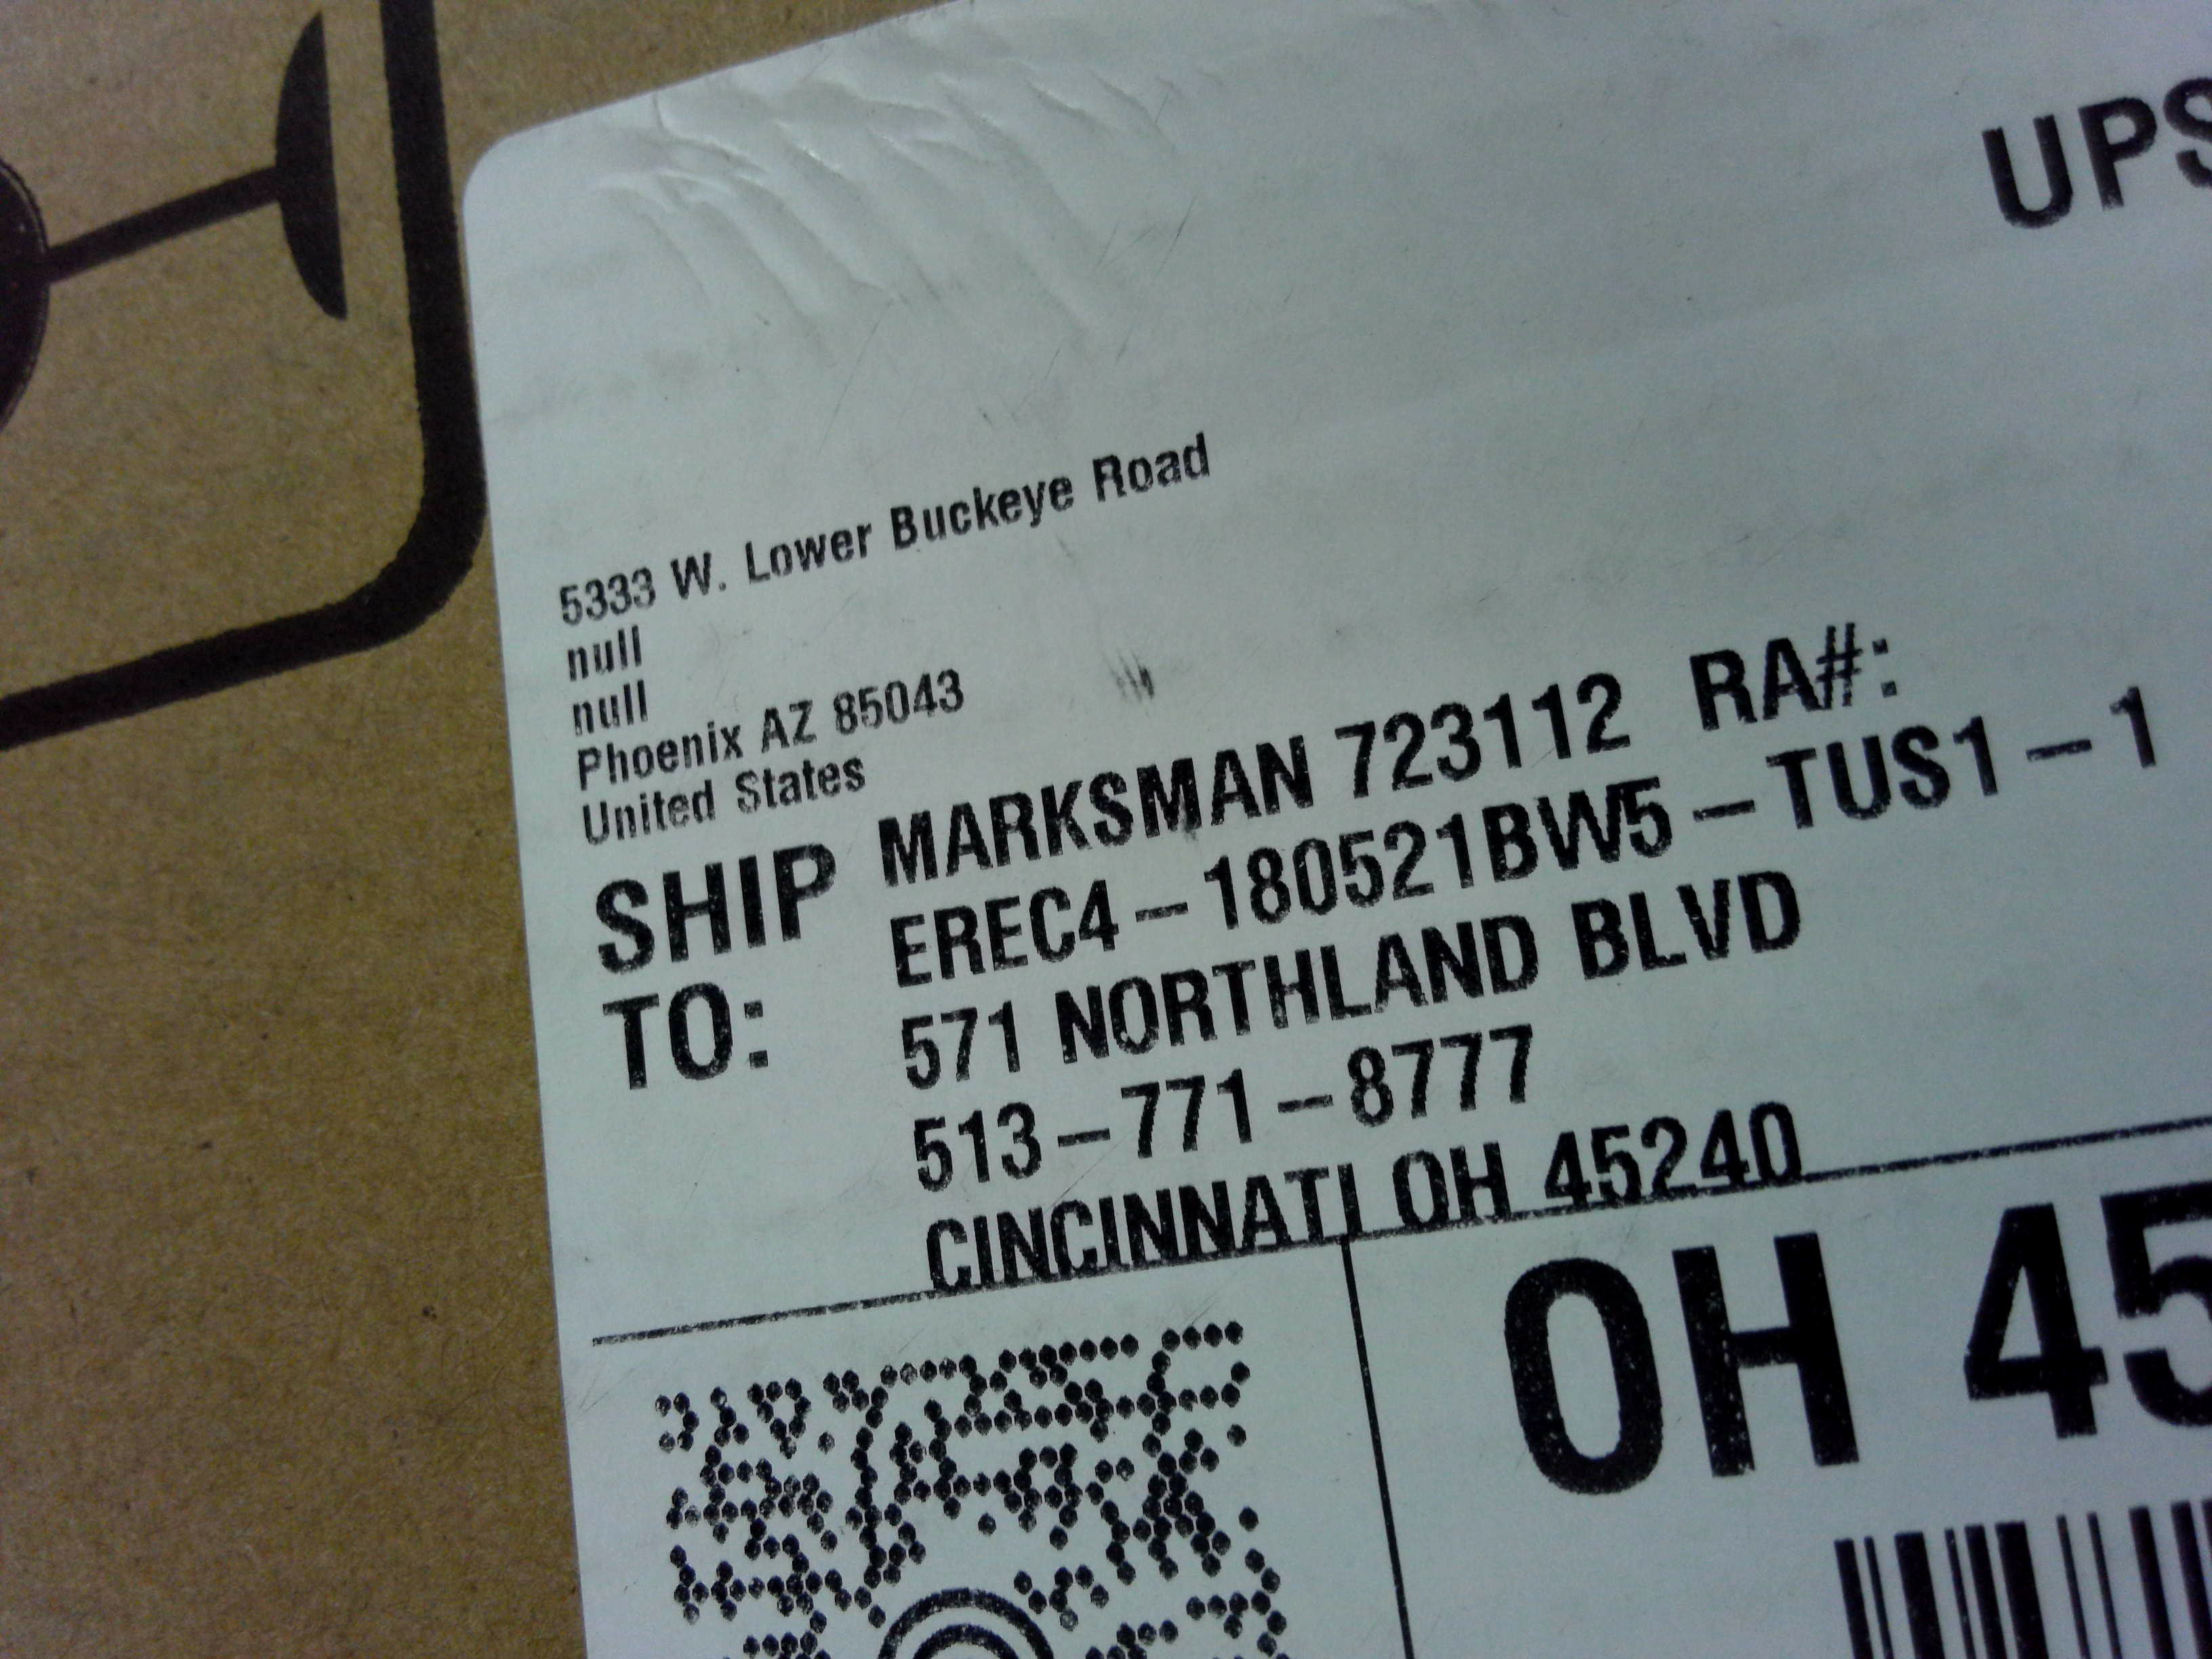 UPS
5333 W. Lower Buckeye Road
null
null
Phoenix AZ 85043
United States
SHIP TO: MARKSMAN 723112 RA#:
EREC4-180521BW5-TUS1-1
571 NORTHLAND BLVD
513-771-8777
CINCINNATI OH 45240
OH 45